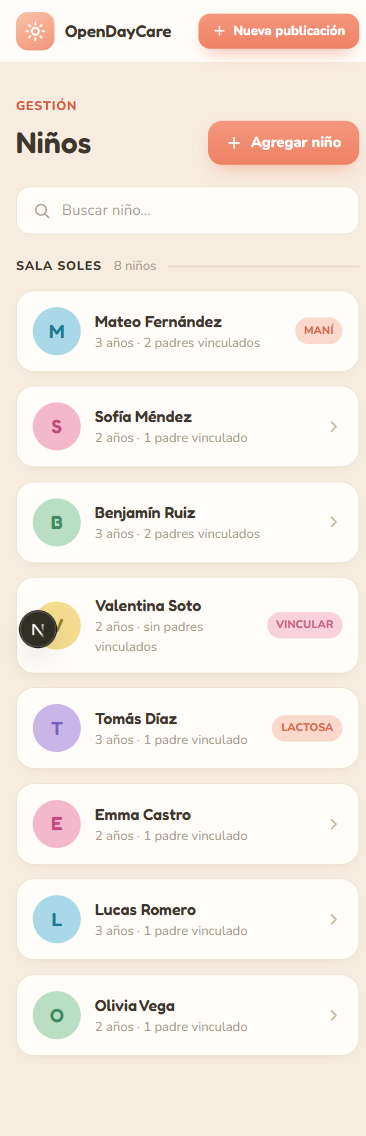 OpenDayCare
+ Nueva publicación
GESTIÓN
Niños
+ Agregar niño
Buscar niño...
SALA SOLES 8 niños
M
Mateo Fernández
3 años · 2 padres vinculados
MANÍ
S
Sofía Méndez
2 años · 1 padre vinculado
B
Benjamín Ruiz
3 años · 2 padres vinculados
N
Valentina Soto
2 años · sin padres
vinculados
VINCULAR
T
Tomás Díaz
3 años · 1 padre vinculado
LACTOSA
E
Emma Castro
2 años · 1 padre vinculado
L
Lucas Romero
3 años · 1 padre vinculado
O
Olivia Vega
2 años · 1 padre vinculado